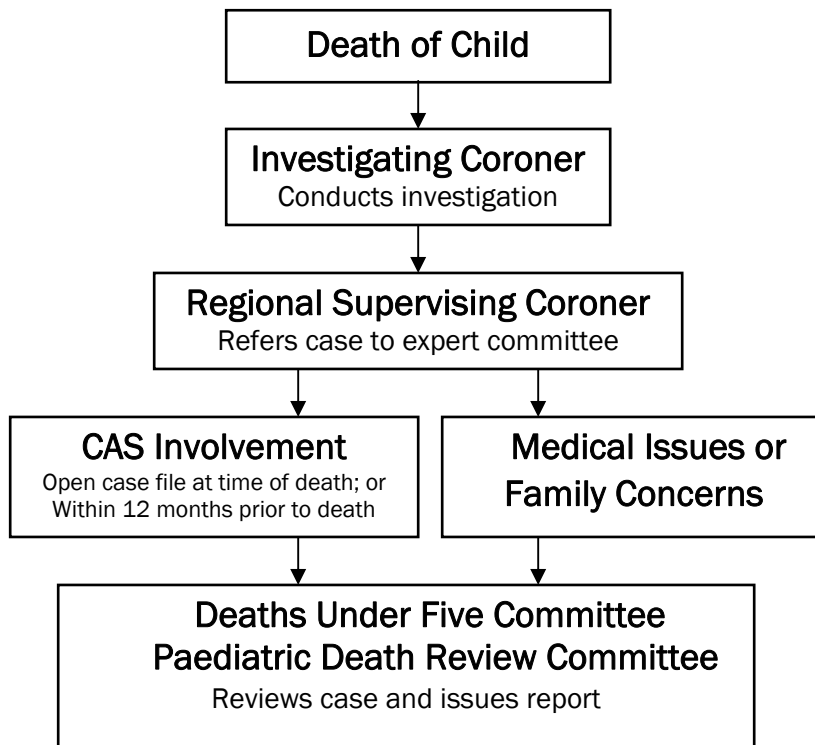 Death of Child
Investigating Coroner
Conducts investigation
Regional Supervising Coroner
Refers case to expert committee
CAS Involvement
Open case file at time of death; or
Within 12 months prior to death
Medical Issues or
Family Concerns
Deaths Under Five Committee
Paediatric Death Review Committee
Reviews case and issues report